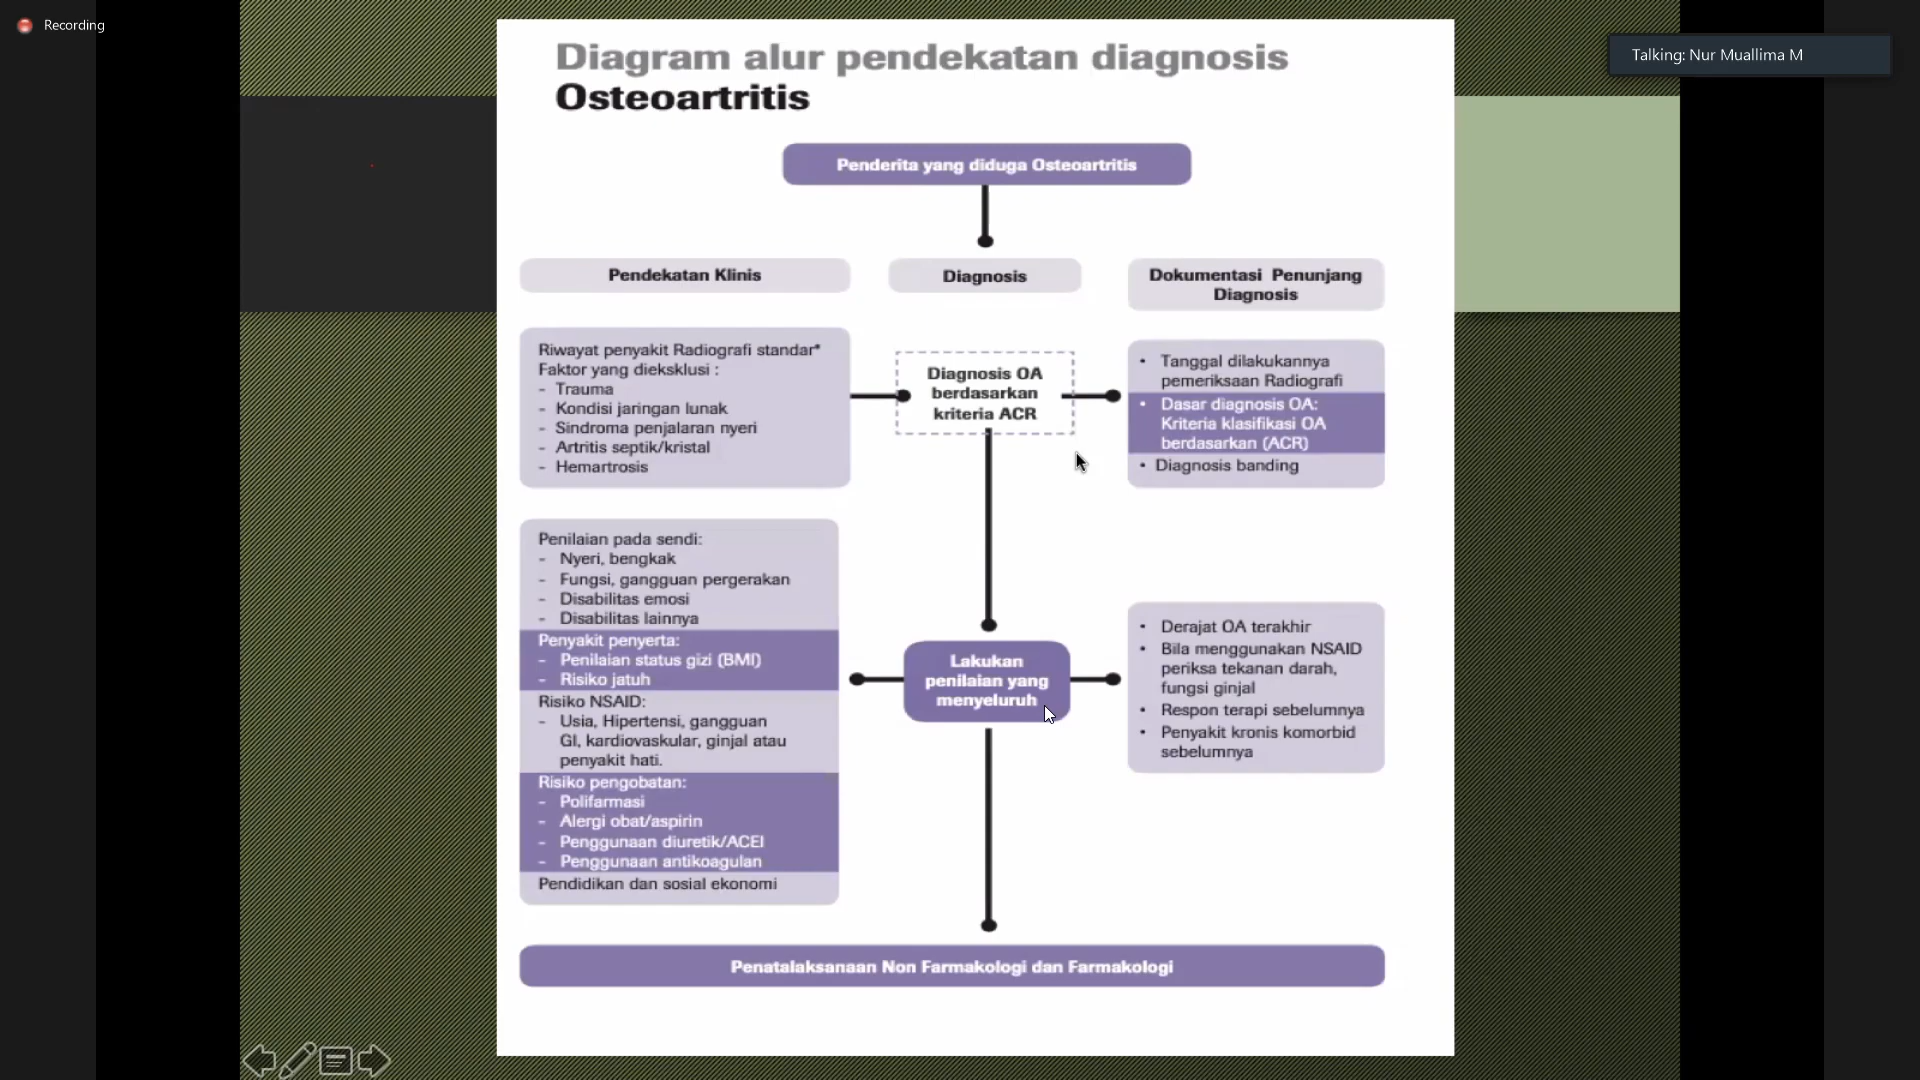 Recording
Talking: Nur Muallima M
Diagram alur pendekatan diagnosis
Osteoartritis
Penderita yang diduga Osteoartritis
Pendekatan Klinis
Diagnosis
Dokumentasi Penunjang
Diagnosis
Riwayat penyakit Radiografi standar*
Faktor yang dieksklusi :
- Trauma
- Kondisi jaringan lunak
- Sindroma penjalaran nyeri
- Artritis septik/kristal
- Hemartrosis
Diagnosis OA
berdasarkan
kriteria ACR
• Tanggal dilakukannya
pemeriksaan Radiografi
• Dasar diagnosis OA:
Kriteria klasifikasi OA
berdasarkan (ACR)
• Diagnosis banding
Penilaian pada sendi:
- Nyeri, bengkak
- Fungsi, gangguan pergerakan
- Disabilitas emosi
- Disabilitas lainnya
Penyakit penyerta:
- Penilaian status gizi (BMI)
- Risiko jatuh
Risiko NSAID:
- Usia, Hipertensi, gangguan
GI, kardiovaskular, ginjal atau
penyakit hati.
Risiko pengobatan:
- Polifarmasi
- Alergi obat/aspirin
- Penggunaan diuretik/ACEI
- Penggunaan antikoagulan
Pendidikan dan sosial ekonomi
Lakukan
penilaian yang
menyeluruh
• Derajat OA terakhir
• Bila menggunakan NSAID
periksa tekanan darah,
fungsi ginjal
• Respon terapi sebelumnya
• Penyakit kronis komorbid
sebelumnya
Penatalaksanaan Non Farmakologi dan Farmakologi